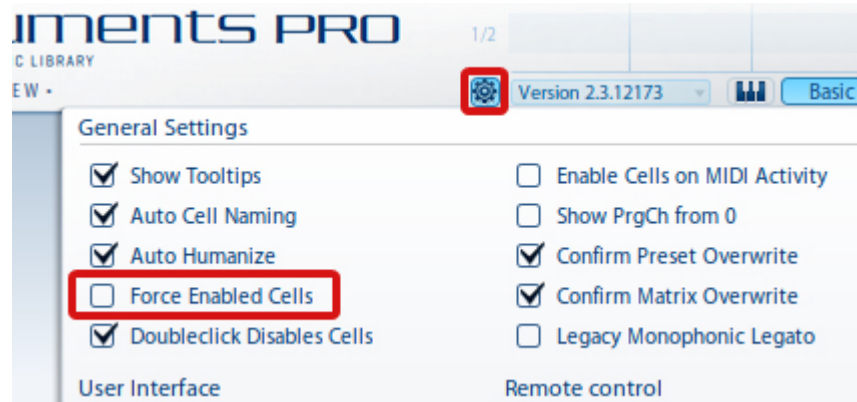 PRO
1/2
EW •
Version 2.3.12173
Basic
General Settings
Show Tooltips
Enable Cells on MIDI Activity
Auto Cell Naming
Show PrgCh from 0
Auto Humanize
Confirm Preset Overwrite
Force Enabled Cells
Confirm Matrix Overwrite
Doubleclick Disables Cells
Legacy Monophonic Legato
User Interface
Remote control